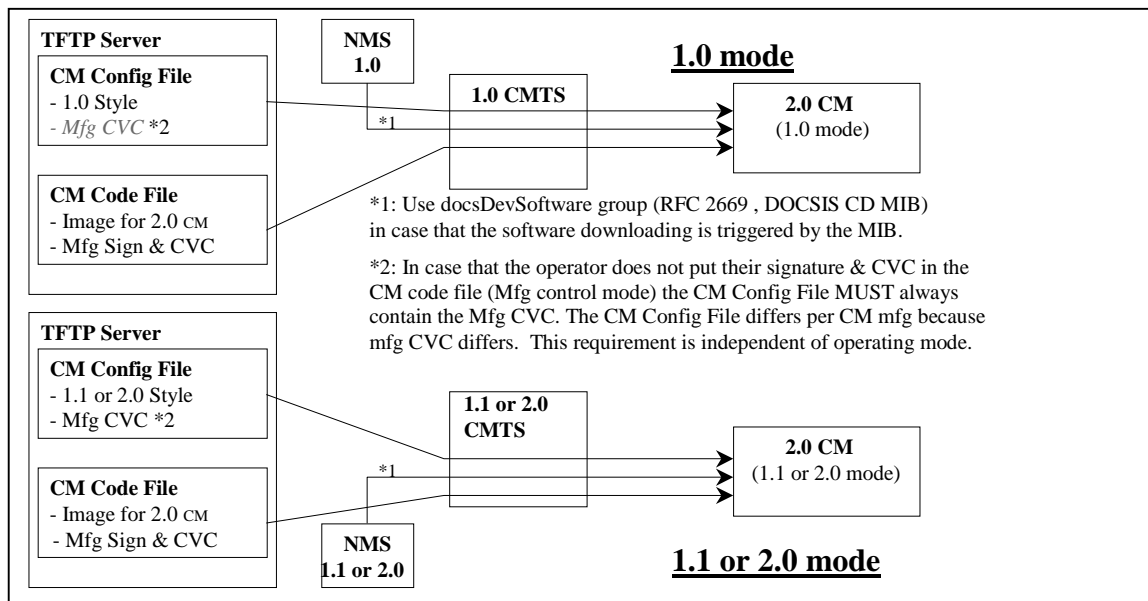 TFTP Server
CM Config File
- 1.0 Style
- Mfg CVC *2
CM Code File
- Image for 2.0 CM
- Mfg Sign & CVC
NMS
1.0
*1
1.0 CMTS
1.0 mode
2.0 CM
(1.0 mode)
*1: Use docsDevSoftware group (RFC 2669 , DOCSIS CD MIB)
in case that the software downloading is triggered by the MIB.
*2: In case that the operator does not put their signature & CVC in the
CM code file (Mfg control mode) the CM Config File MUST always
contain the Mfg CVC. The CM Config File differs per CM mfg because
mfg CVC differs. This requirement is independent of operating mode.
TFTP Server
CM Config File
- 1.1 or 2.0 Style
- Mfg CVC *2
CM Code File
- Image for 2.0 CM
- Mfg Sign & CVC
*1
NMS
1.1 or 2.0
1.1 or 2.0
CMTS
2.0 CM
(1.1 or 2.0 mode)
1.1 or 2.0 mode